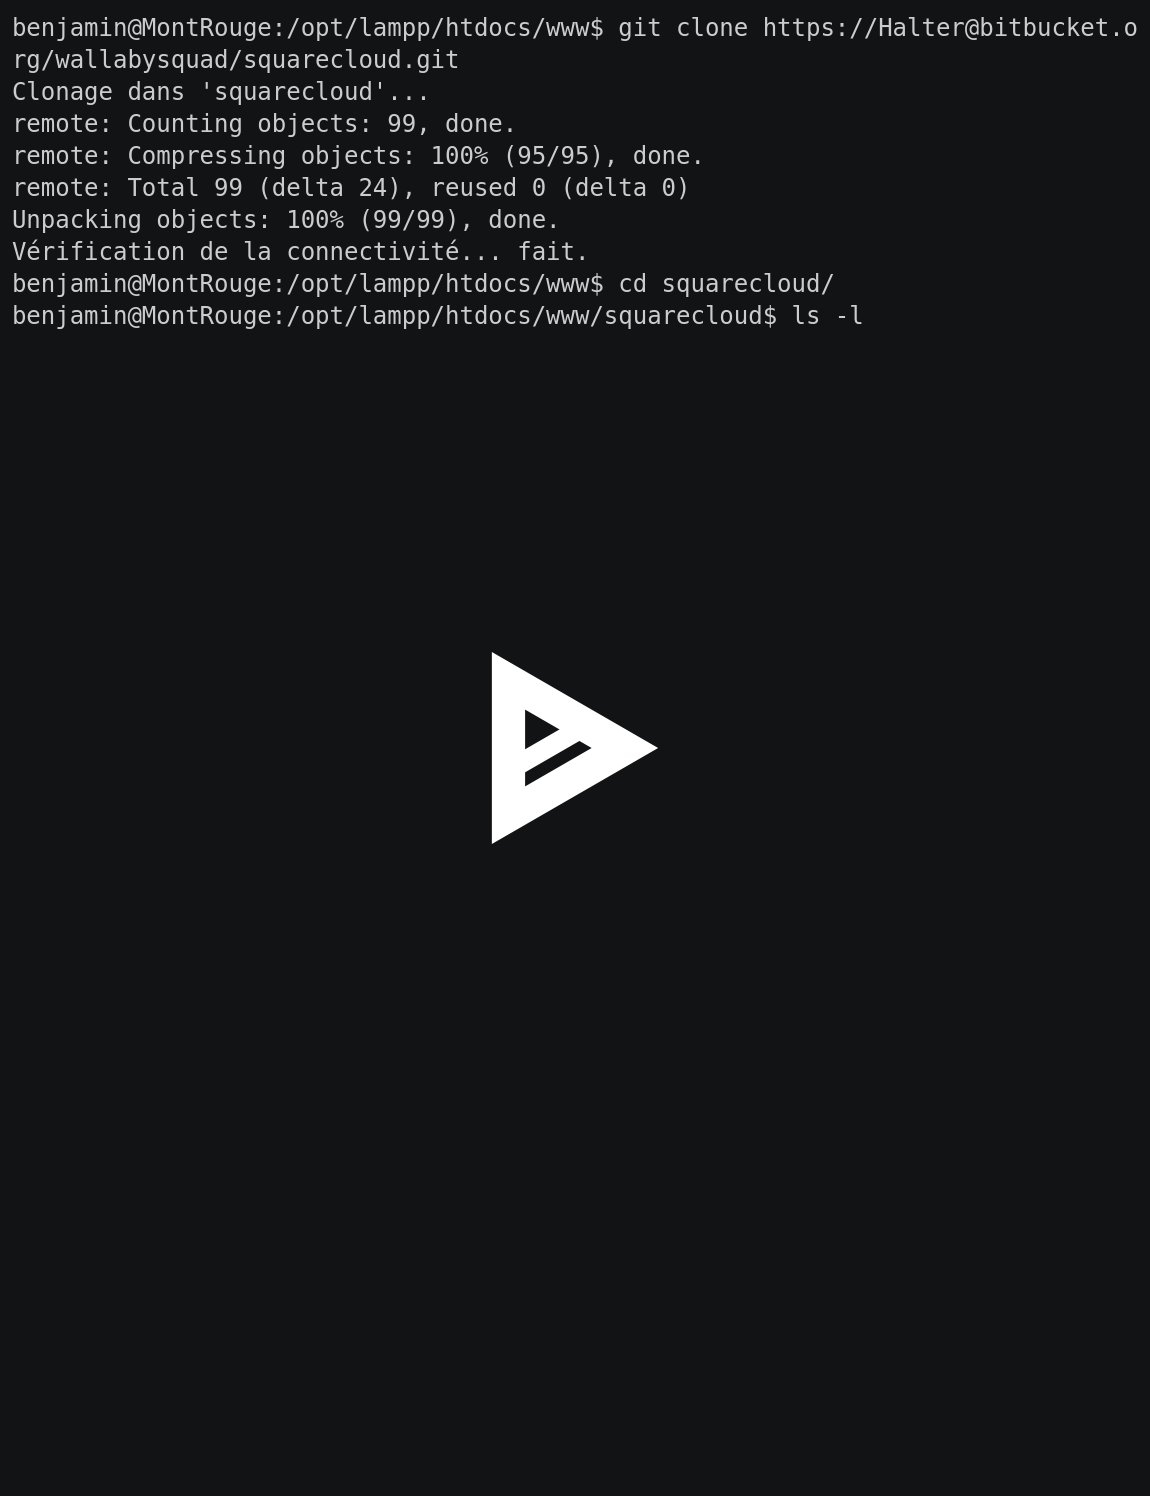 benjamin@MontRouge:/opt/lampp/htdocs/www$ git clone https://Halter@bitbucket.o
rg/wallabysquad/squarecloud.git
Clonage dans 'squarecloud'...
remote: Counting objects: 99, done.
remote: Compressing objects: 100% (95/95), done.
remote: Total 99 (delta 24), reused 0 (delta 0)
Unpacking objects: 100% (99/99), done.
Vérification de la connectivité... fait.
benjamin@MontRouge:/opt/lampp/htdocs/www$ cd squarecloud/
benjamin@MontRouge:/opt/lampp/htdocs/www/squarecloud$ ls -l